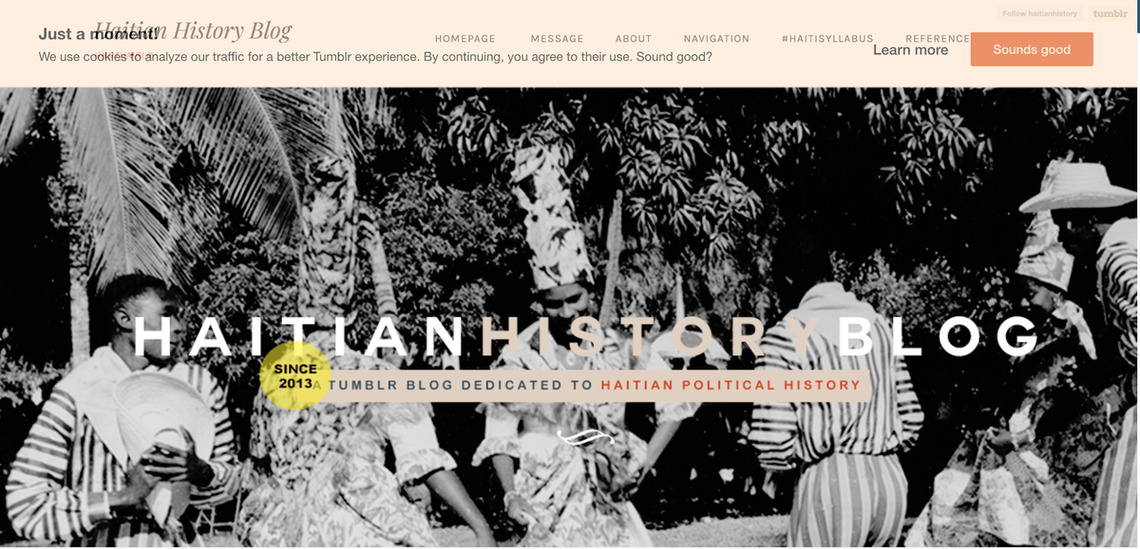 Follow haitianhistory
tumblr
Haitian History Blog
Just a moment!
HOMEPAGE MESSAGE ABOUT NAVIGATION #HAITISYLLABUS REFERENCE
Learn more
Sounds good
We use cookies to analyze our traffic for a better Tumblr experience. By continuing, you agree to their use. Sound good?
HAITIANHISTORYBLOG
SINCE
2013
A TUMBLR BLOG DEDICATED TO HAITIAN POLITICAL HISTORY